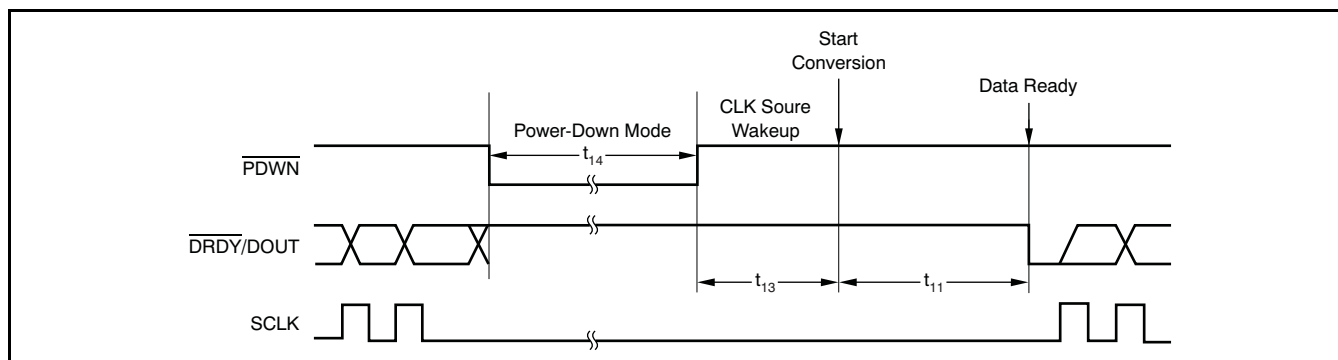 Start
Conversion
Data Ready
CLK Soure
Wakeup
Power-Down Mode
t14
PDWN
DRDY/DOUT
t13
t11
SCLK